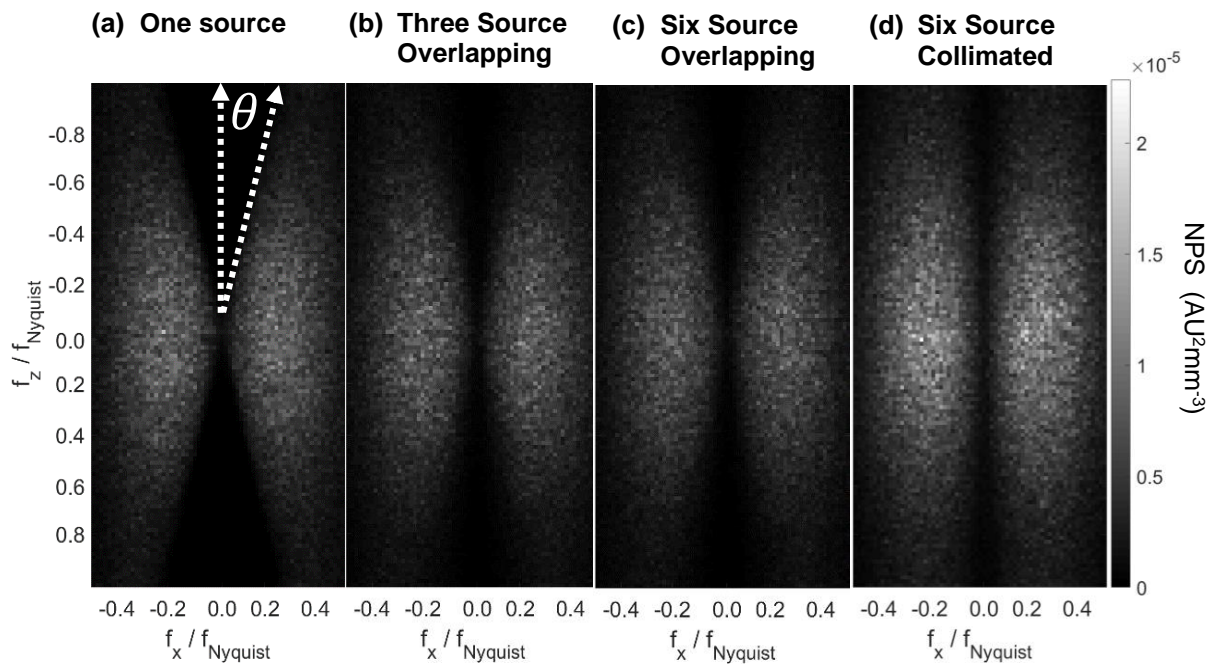 (a) One source
(b) Three Source
Overlapping
(c) Six Source
Overlapping
(d) Six Source
Collimated
×10⁻⁵
θ
-0.8
-0.6
-0.4
-0.2
0.0
0.2
0.4
0.6
0.8
f_z / f_Nyquist
-0.4 -0.2 0.0 0.2 0.4
f_x / f_Nyquist
-0.4 -0.2 0.0 0.2 0.4
f_x / f_Nyquist
-0.4 -0.2 0.0 0.2 0.4
f_x / f_Nyquist
-0.4 -0.2 0.0 0.2 0.4
f_x / f_Nyquist
2
1.5
1
0.5
0
NPS (AU²mm⁻³)